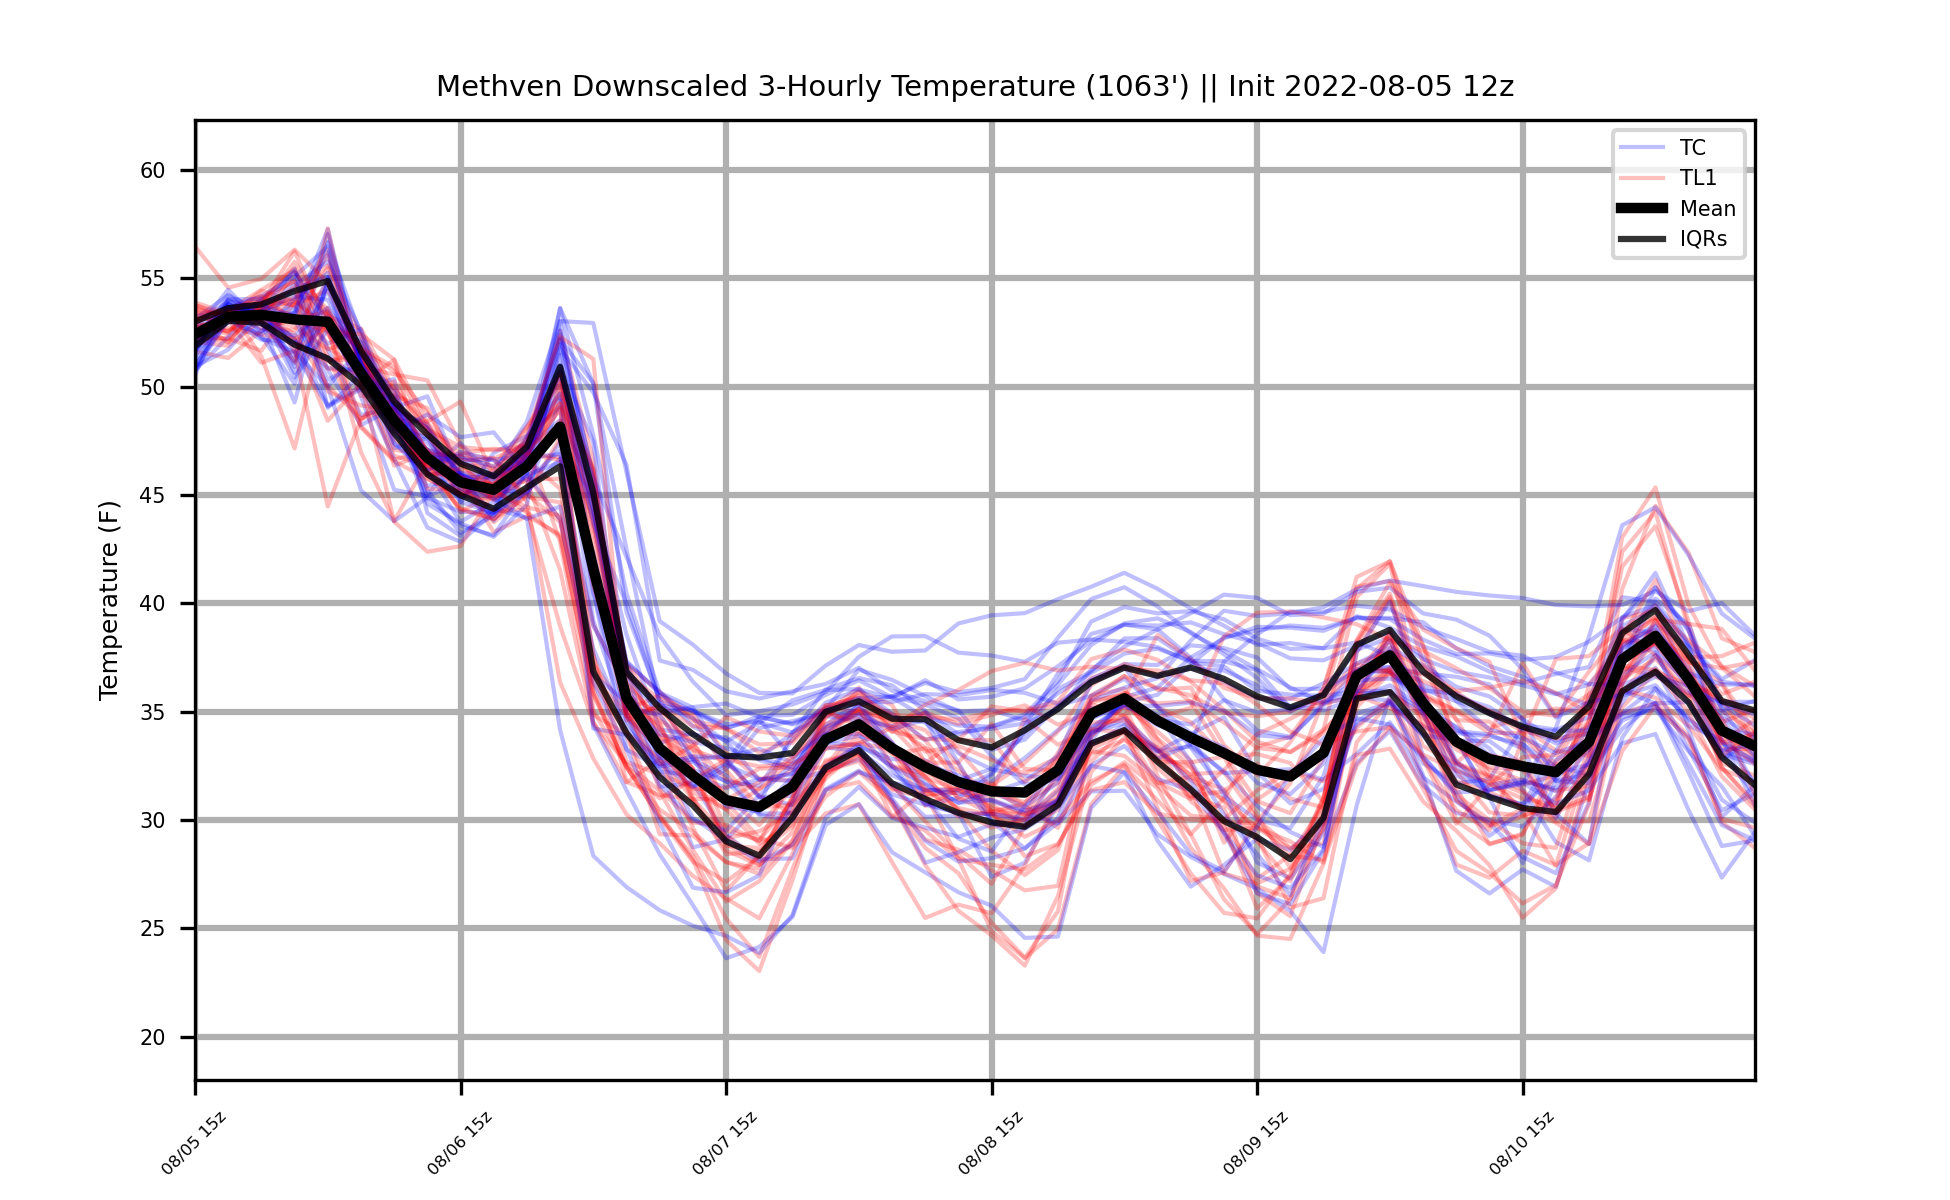 Methven Downscaled 3-Hourly Temperature (1063') || Init 2022-08-05 12z
TC
TL1
Mean
IQRs
Temperature (F)
60
55
50
45
40
35
30
25
20
08/05 15z
08/06 15z
08/07 15z
08/08 15z
08/09 15z
08/10 15z